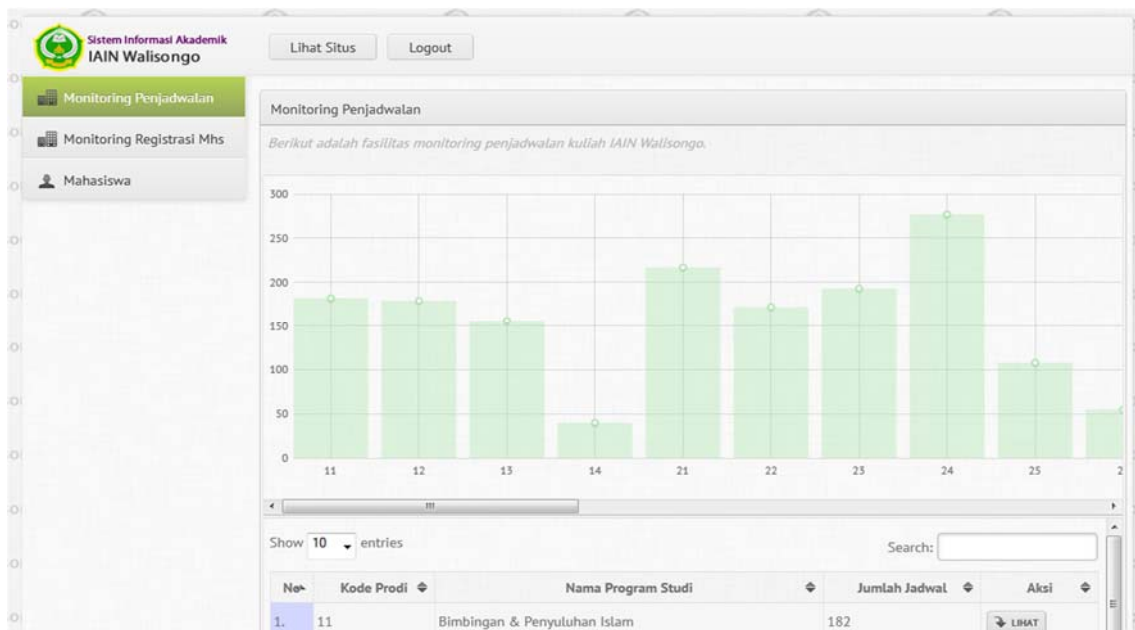 Sistem Informasi Akademik
IAIN Walisongo
Lihat Situs
Logout
Monitoring Penjadwalan
Monitoring Registrasi Mhs
Mahasiswa
Monitoring Penjadwalan
Berikut adalah fasilitas monitoring penjadwalan kuliah IAIN Walisongo.
300
250
200
150
100
50
0
11 12 13 14 21 22 23 24 25
Show 10 entries
Search:
No Kode Prodi Nama Program Studi Jumlah Jadwal Aksi
1. 11 Bimbingan & Penyuluhan Islam 182 LIHAT